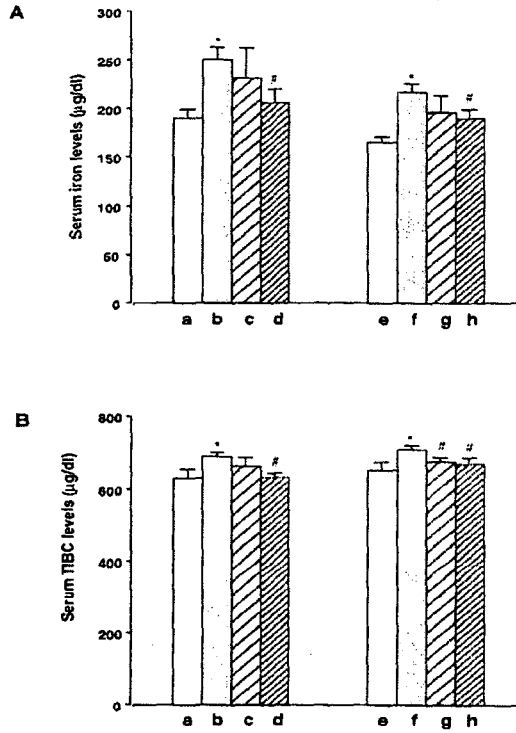 A
Serum iron levels (µg/dl)
300
250
200
150
100
50
0
* # * #
a b c d e f g h
B
Serum TIBC levels (µg/dl)
800
600
400
200
0
* # * # #
a b c d e f g h